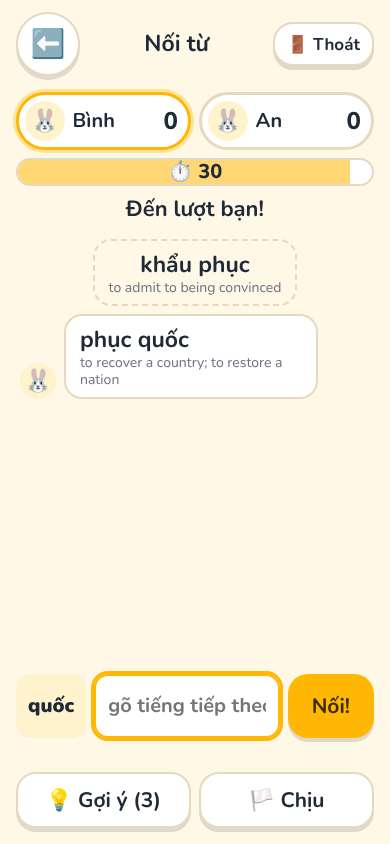 Nối từ
Thoát
Bình 0
An 0
30
Đến lượt bạn!
khẩu phục
to admit to being convinced
phục quốc
to recover a country; to restore a
nation
quốc
gõ tiếng tiếp the
Nối!
Gợi ý (3)
Chịu